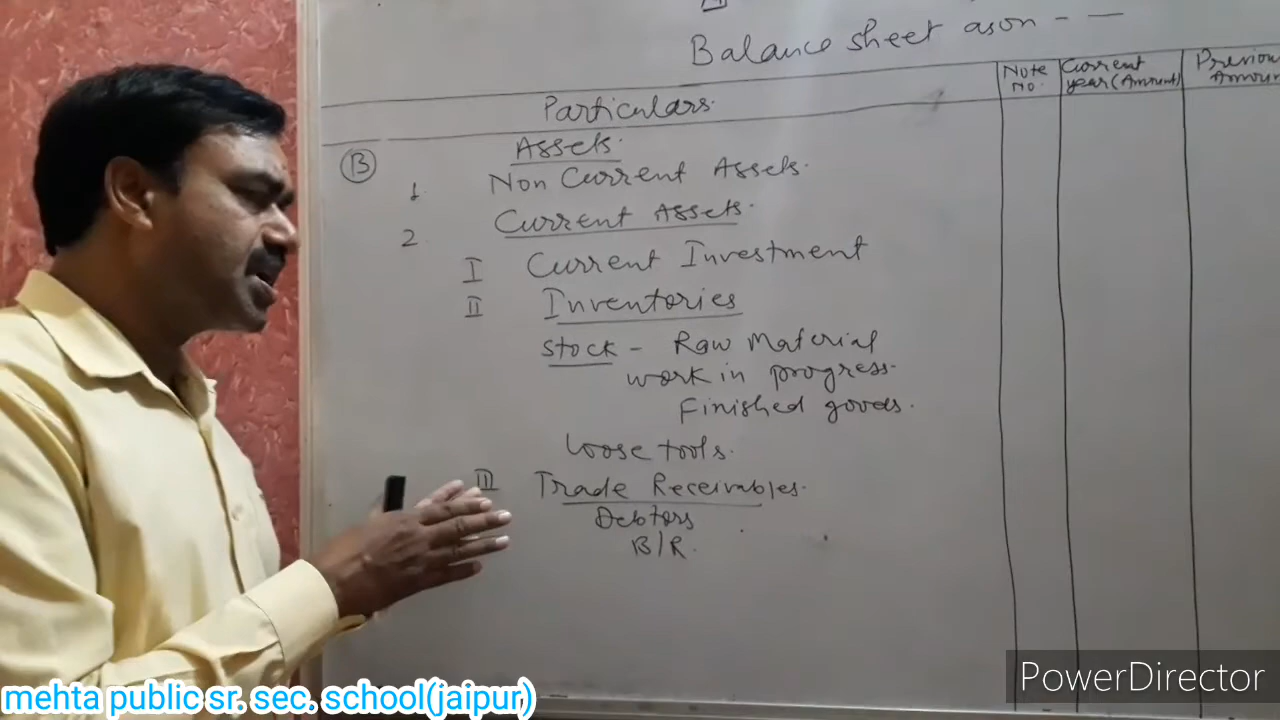 Balance sheet as on - -
Particulars.
Note No.
Current year (Amount)
Previou Amoun
B Assets.
1. Non Current Assets.
2. Current Assets.
I Current Investment
II Inventories
Stock - Raw Material
work in progress.
Finished goods.
Loose tools.
III Trade Receivables.
Debtors
B/R.
mehta public sr. sec. school(jaipur)
PowerDirector